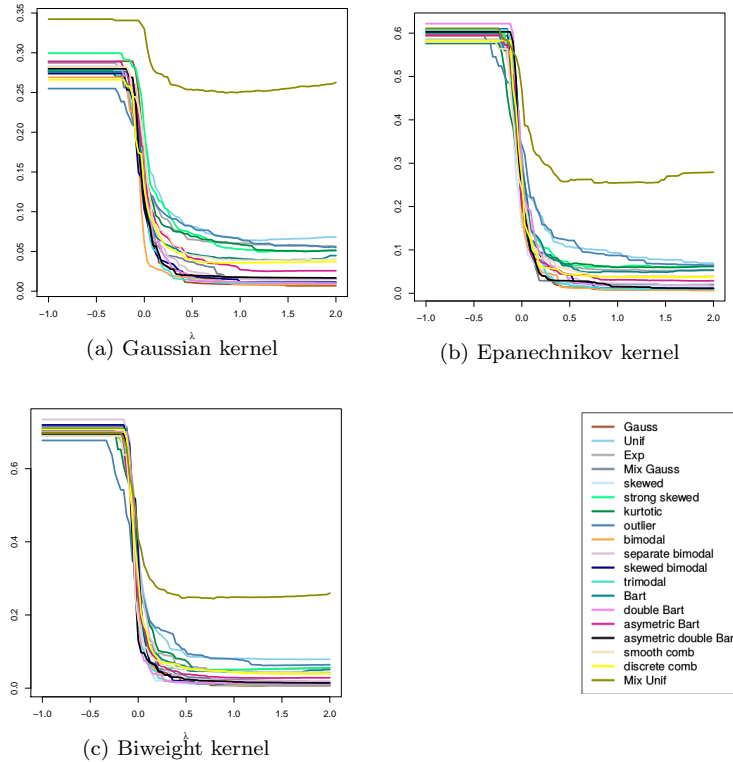 0.35
0.30
0.25
0.20
0.15
0.10
0.05
0.00
−1.0 −0.5 0.0 0.5 1.0 1.5 2.0
λ
(a) Gaussian kernel
0.6
0.5
0.4
0.3
0.2
0.1
0.0
−1.0 −0.5 0.0 0.5 1.0 1.5 2.0
(b) Epanechnikov kernel
0.6
0.4
0.2
0.0
−1.0 −0.5 0.0 0.5 1.0 1.5 2.0
λ
(c) Biweight kernel
Gauss
Unif
Exp
Mix Gauss
skewed
strong skewed
kurtotic
outlier
bimodal
separate bimodal
skewed bimodal
trimodal
Bart
double Bart
asymetric Bart
asymetric double Bart
smooth comb
discrete comb
Mix Unif